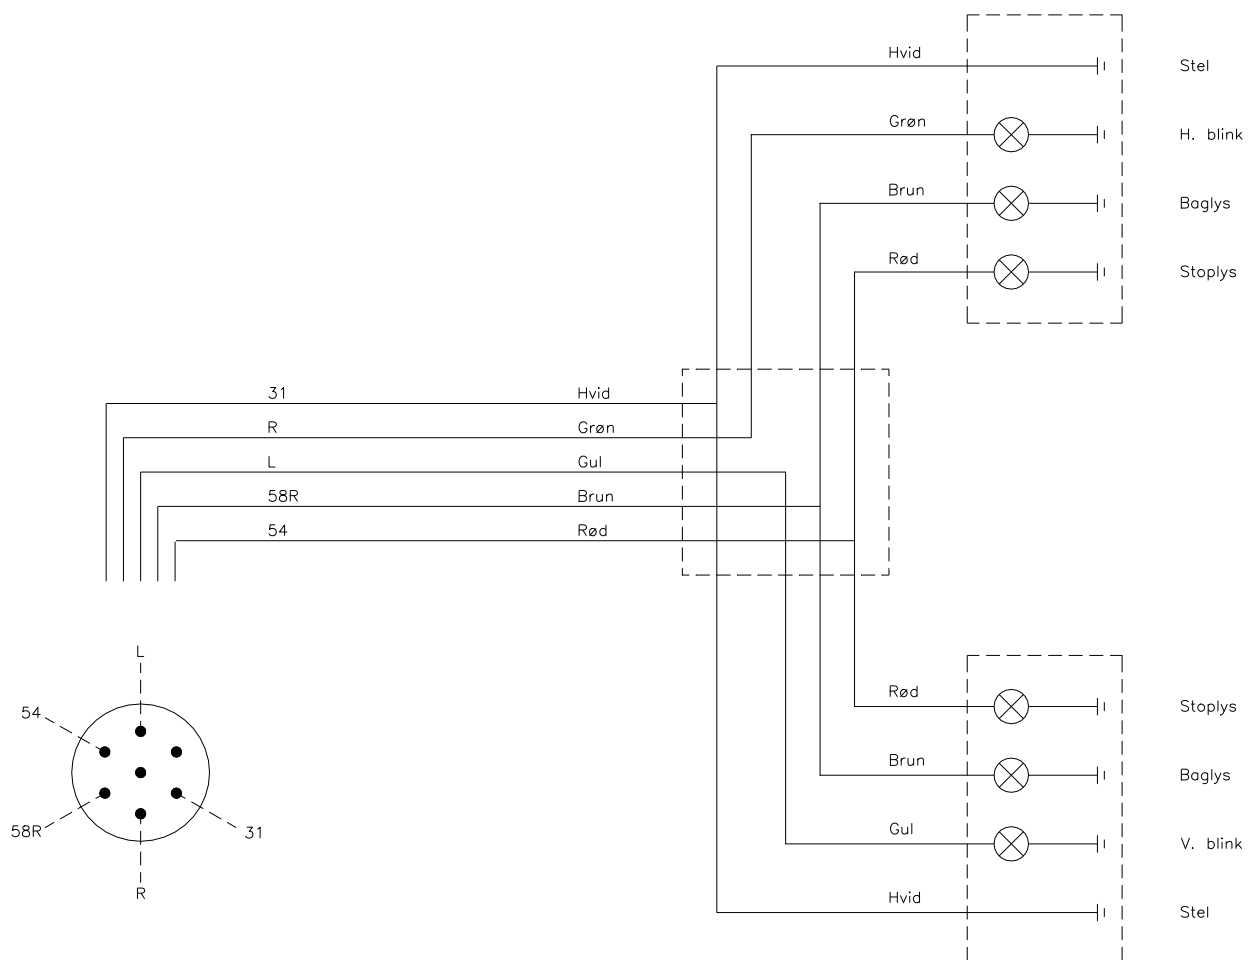 Hvid Stel
Grøn H. blink
Brun Baglys
Rød Stoplys
31 Hvid
R Grøn
L Gul
58R Brun
54 Rød
L
54
58R
31
R
Rød Stoplys
Brun Baglys
Gul V. blink
Hvid Stel